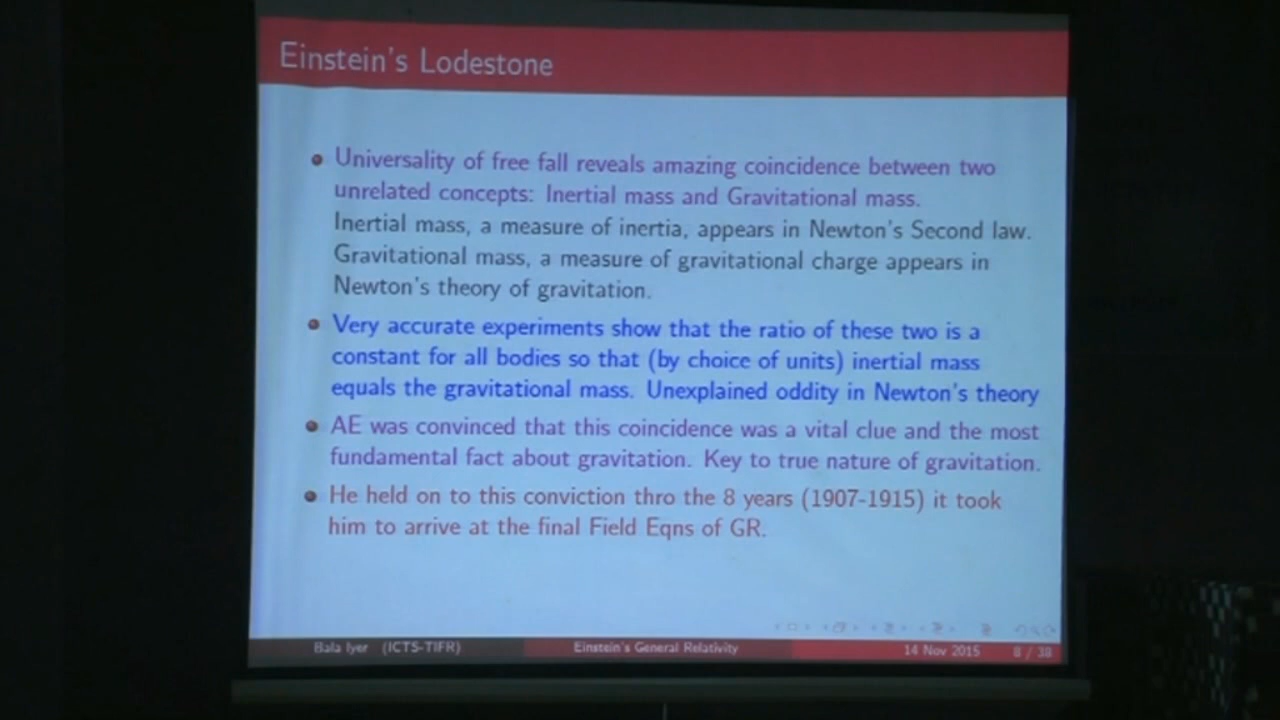 Einstein's Lodestone
Universality of free fall reveals amazing coincidence between two
unrelated concepts: Inertial mass and Gravitational mass.
Inertial mass, a measure of inertia, appears in Newton's Second law.
Gravitational mass, a measure of gravitational charge appears in
Newton's theory of gravitation.
Very accurate experiments show that the ratio of these two is a
constant for all bodies so that (by choice of units) inertial mass
equals the gravitational mass. Unexplained oddity in Newton's theory
AE was convinced that this coincidence was a vital clue and the most
fundamental fact about gravitation. Key to true nature of gravitation.
He held on to this conviction thro the 8 years (1907-1915) it took
him to arrive at the final Field Eqns of GR.
Bala Iyer (ICTS-TIFR) Einstein's General Relativity 14 Nov 2015 8 / 38